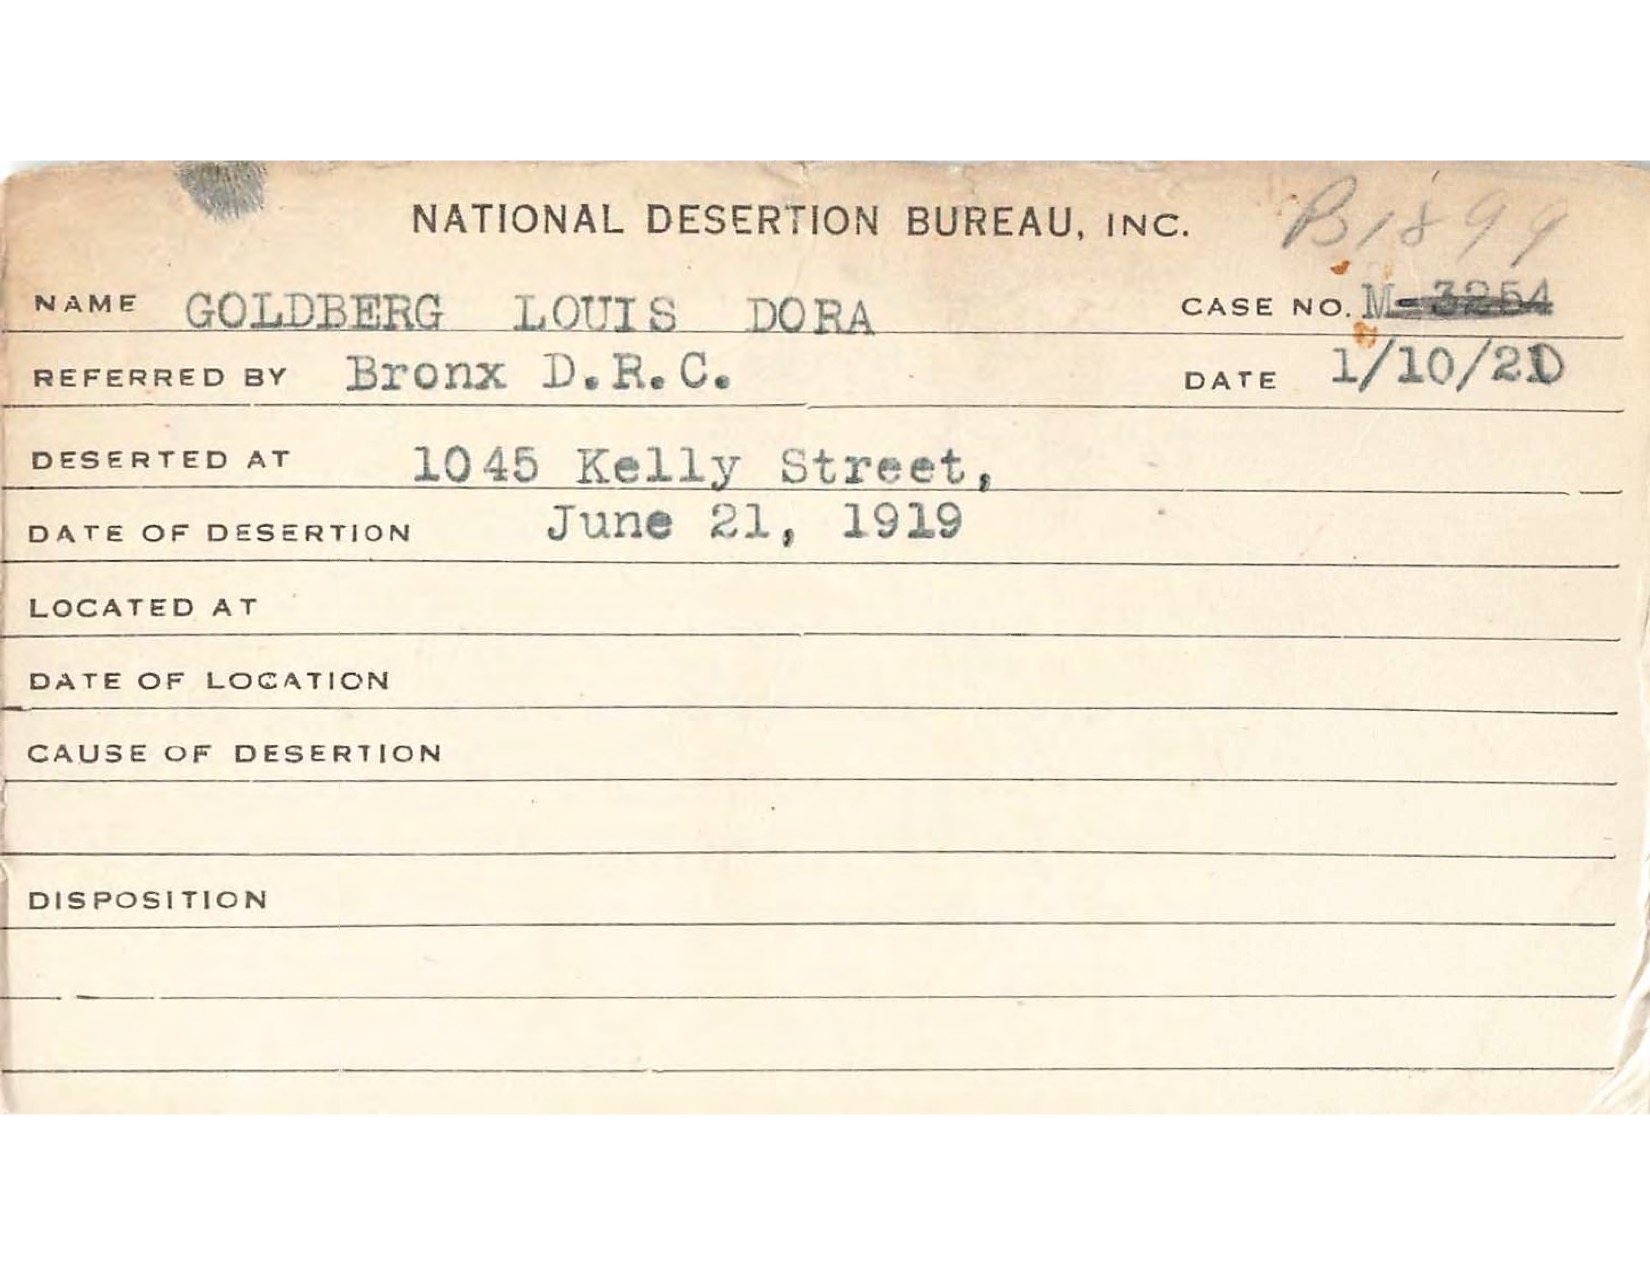 NATIONAL DESERTION BUREAU, INC.
B1899
NAME GOLDBERG LOUIS DORA CASE NO. M-3254
REFERRED BY Bronx D.R.C. DATE 1/10/20
DESERTED AT 1045 Kelly Street,
DATE OF DESERTION June 21, 1919
LOCATED AT
DATE OF LOCATION
CAUSE OF DESERTION
DISPOSITION